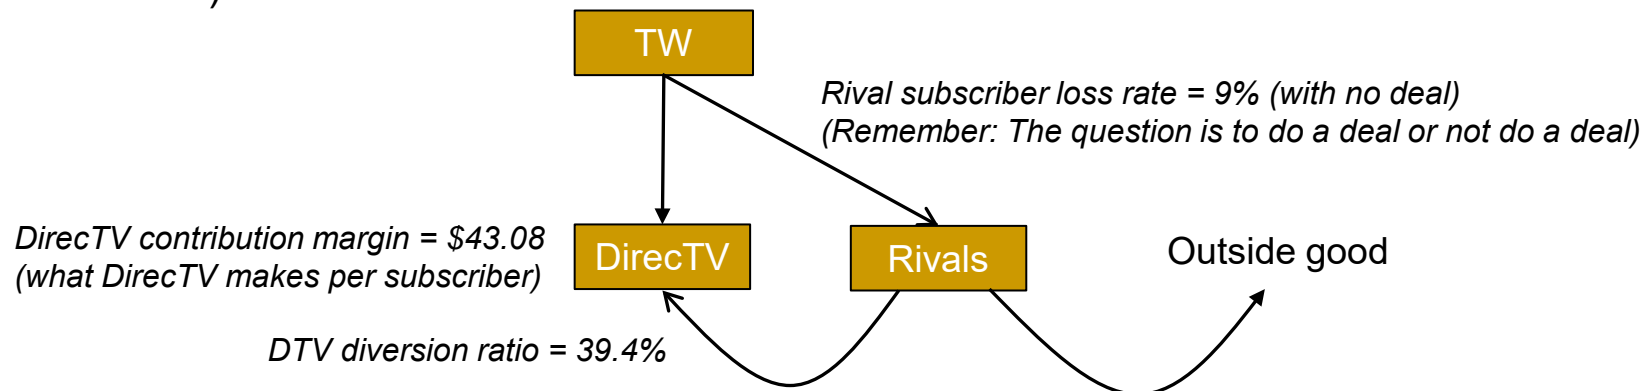 )
TW
Rival subscriber loss rate = 9% (with no deal)
(Remember: The question is to do a deal or not do a deal)
DirecTV contribution margin = $43.08
(what DirecTV makes per subscriber)
DirecTV
Rivals
Outside good
DTV diversion ratio = 39.4%